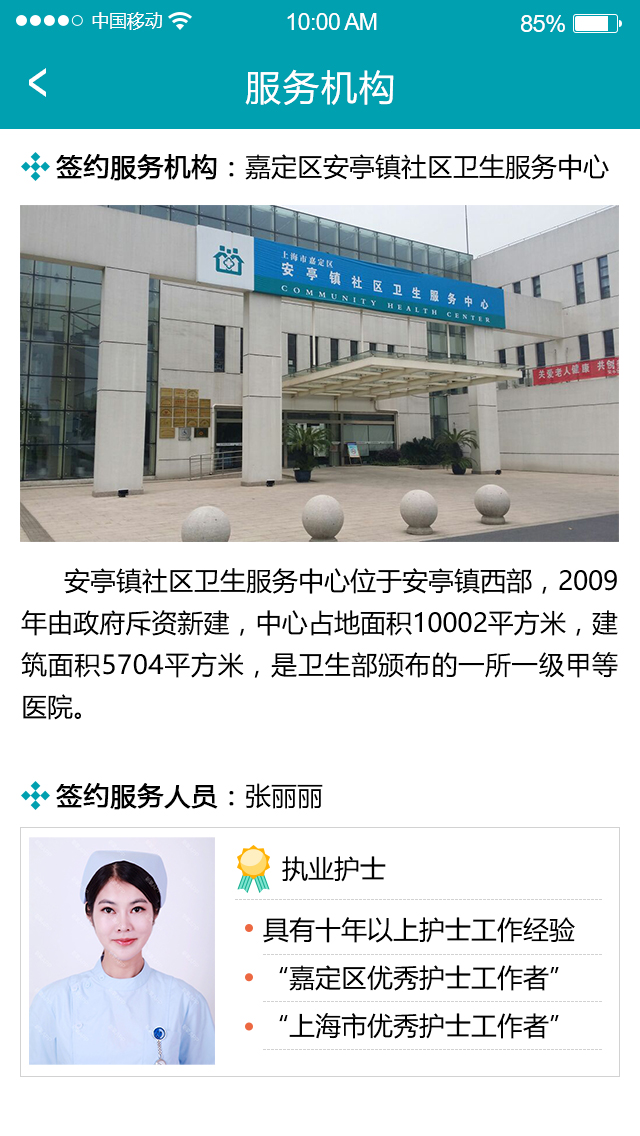 中国移动 10:00 AM 85%
服务机构
签约服务机构：嘉定区安亭镇社区卫生服务中心
上海市嘉定区
安亭镇社区卫生服务中心
COMMUNITY HEALTH CENTER
关爱老人健康 共创
安亭镇社区卫生服务中心位于安亭镇西部，2009
年由政府斥资新建，中心占地面积10002平方米，建
筑面积5704平方米，是卫生部颁布的一所一级甲等
医院。
签约服务人员：张丽丽
执业护士
具有十年以上护士工作经验
“嘉定区优秀护士工作者”
“上海市优秀护士工作者”